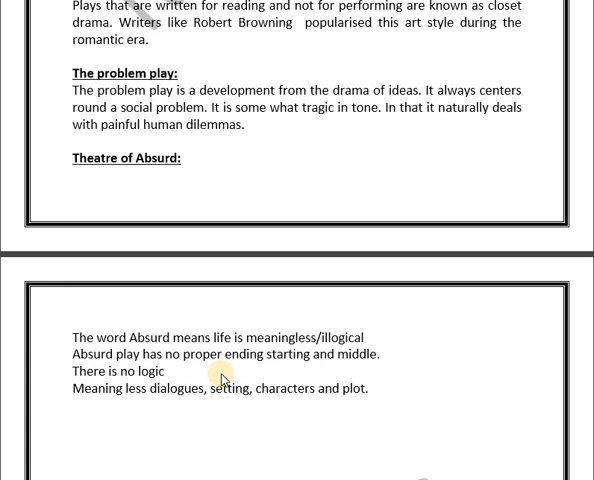 Plays that are written for reading and not for performing are known as closet
drama. Writers like Robert Browning popularised this art style during the
romantic era.
The problem play:
The problem play is a development from the drama of ideas. It always centers
round a social problem. It is some what tragic in tone. In that it naturally deals
with painful human dilemmas.
Theatre of Absurd:
The word Absurd means life is meaningless/illogical
Absurd play has no proper ending starting and middle.
There is no logic
Meaning less dialogues, setting, characters and plot.